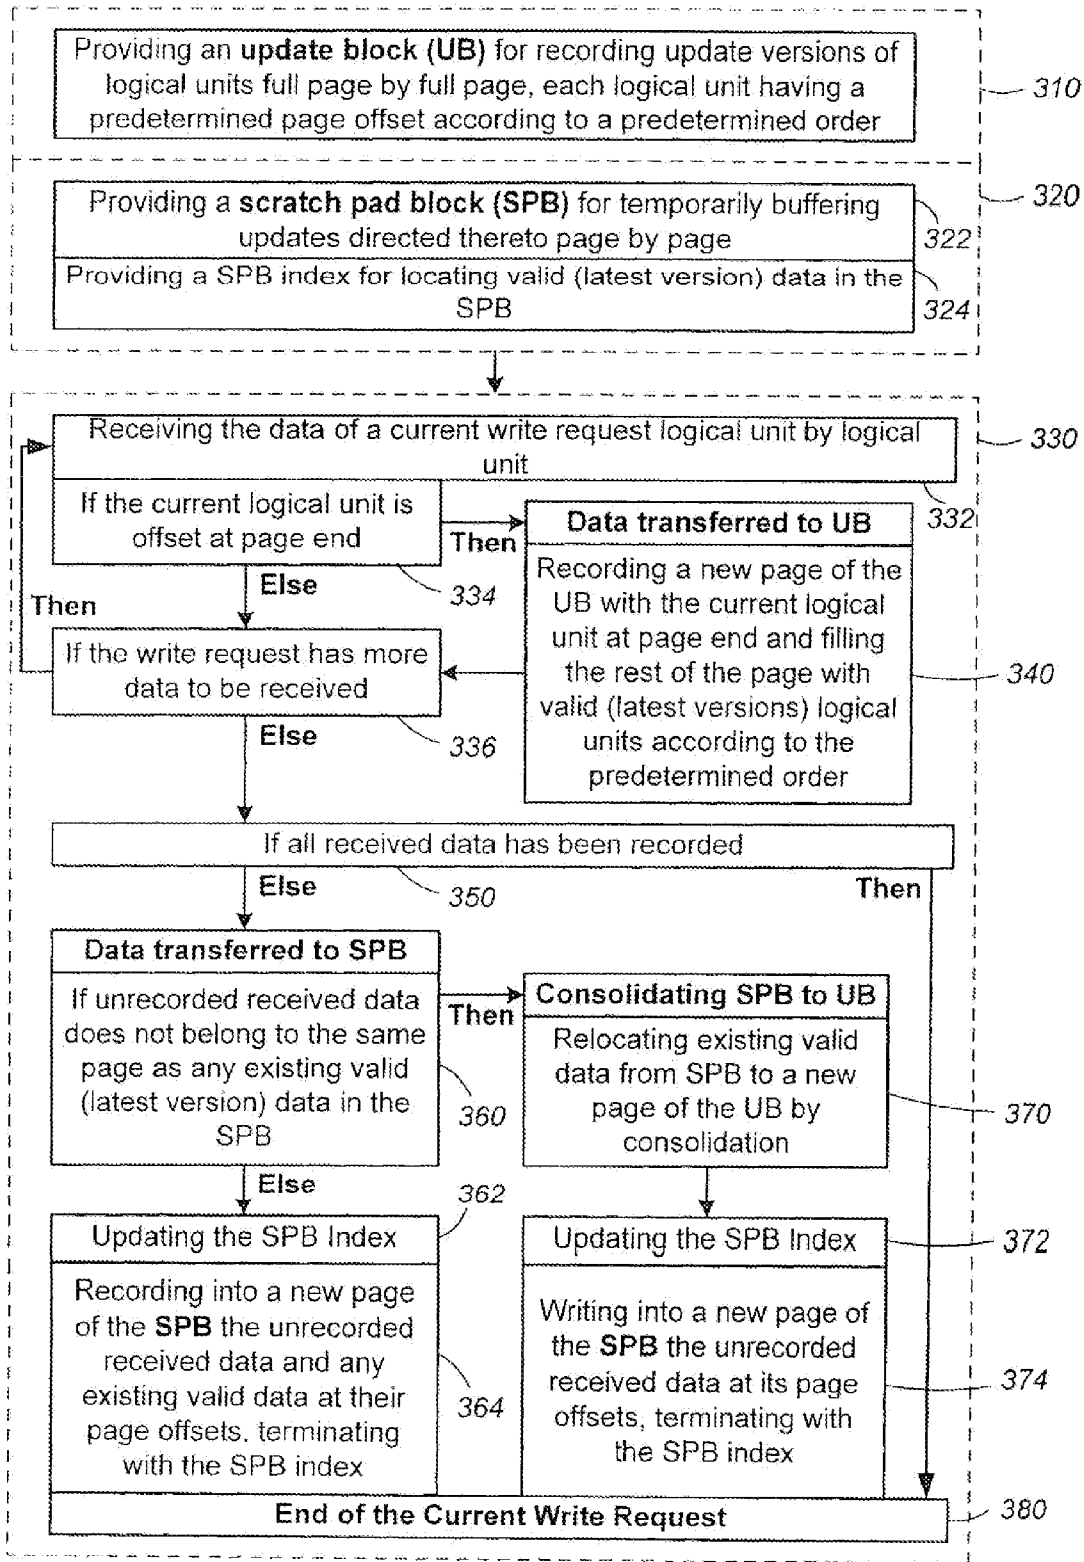 Providing an update block (UB) for recording update versions of
logical units full page by full page, each logical unit having a
predetermined page offset according to a predetermined order
310
320
Providing a scratch pad block (SPB) for temporarily buffering
updates directed thereto page by page
322
Providing a SPB index for locating valid (latest version) data in the
SPB
324
Receiving the data of a current write request logical unit by logical
unit
330
332
If the current logical unit is
offset at page end
334
Then
Else
Data transferred to UB
Recording a new page of the
UB with the current logical
unit at page end and filling
the rest of the page with
valid (latest versions) logical
units according to the
predetermined order
340
Then
If the write request has more
data to be received
336
Else
If all received data has been recorded
350
Else
Then
Data transferred to SPB
If unrecorded received data
does not belong to the same
page as any existing valid
(latest version) data in the
SPB
360
Then
Consolidating SPB to UB
Relocating existing valid
data from SPB to a new
page of the UB by
consolidation
370
Else
362
Updating the SPB Index
Recording into a new page
of the SPB the unrecorded
received data and any
existing valid data at their
page offsets, terminating
with the SPB index
364
Updating the SPB Index
372
Writing into a new page of
the SPB the unrecorded
received data at its page
offsets, terminating with
the SPB index
374
End of the Current Write Request
380